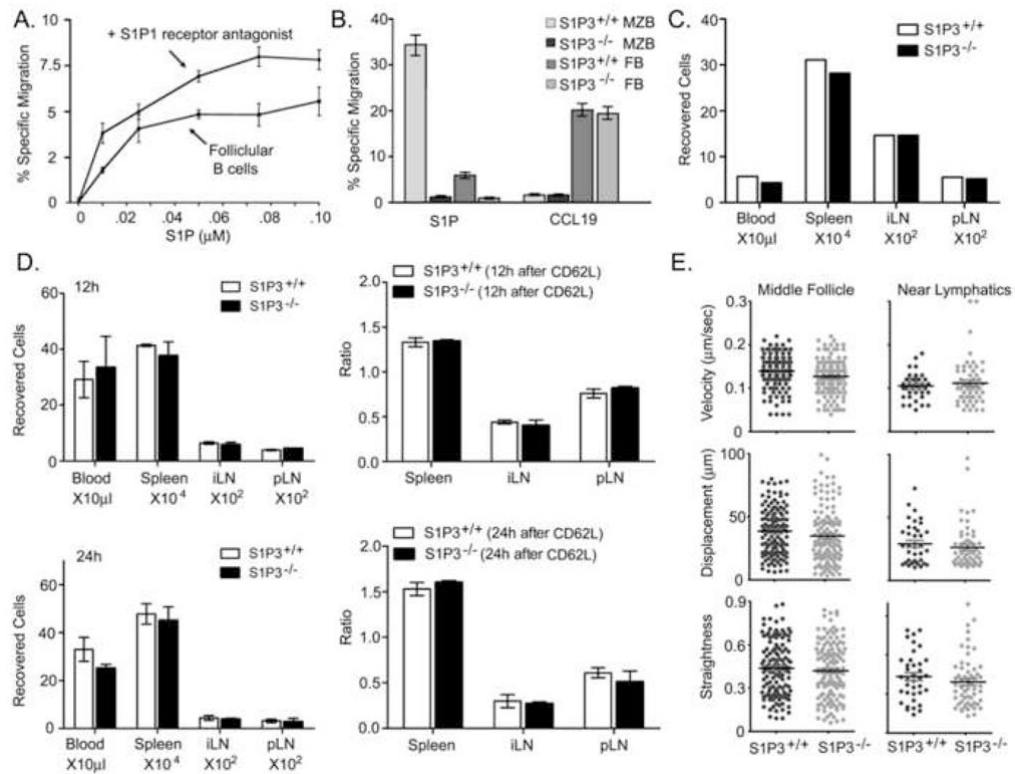 A.
10
7.5
5
2
0
% Specific Migration
+ S1P1 receptor antagonist
Follicular
B cells
0 .02 .04 .06 .08 .10
S1P (µM)
B.
40
30
20
10
0
% Specific Migration
S1P3+/+ MZB
S1P3-/- MZB
S1P3+/+ FB
S1P3-/- FB
S1P CCL19
C.
40
30
20
10
0
Recovered Cells
S1P3+/+
S1P3-/-
Blood Spleen iLN pLN
X10µl X10⁴ X10² X10²
D.
12h
60
40
20
0
Recovered Cells
S1P3+/+
S1P3-/-
Blood Spleen iLN pLN
X10µl X10⁻⁴ X10² X10²
S1P3+/+ (12h after CD62L)
S1P3-/- (12h after CD62L)
1.5
1.0
0.5
0.0
Ratio
Spleen iLN pLN
24h
60
40
20
0
Recovered Cells
S1P3+/+
S1P3-/-
Blood Spleen iLN pLN
X10µl X10⁻⁴ X10² X10²
S1P3+/+ (24h after CD62L)
S1P3-/- (24h after CD62L)
2.0
1.5
1.0
0.5
0.0
Ratio
Spleen iLN pLN
E.
Middle Follicle Near Lymphatics
0.3
0.2
0.1
0
Velocity (µm/sec)
100
50
0
Displacement (µm)
0.9
0.6
0.3
0
Straightness
S1P3+/+ S1P3-/- S1P3+/+ S1P3-/-